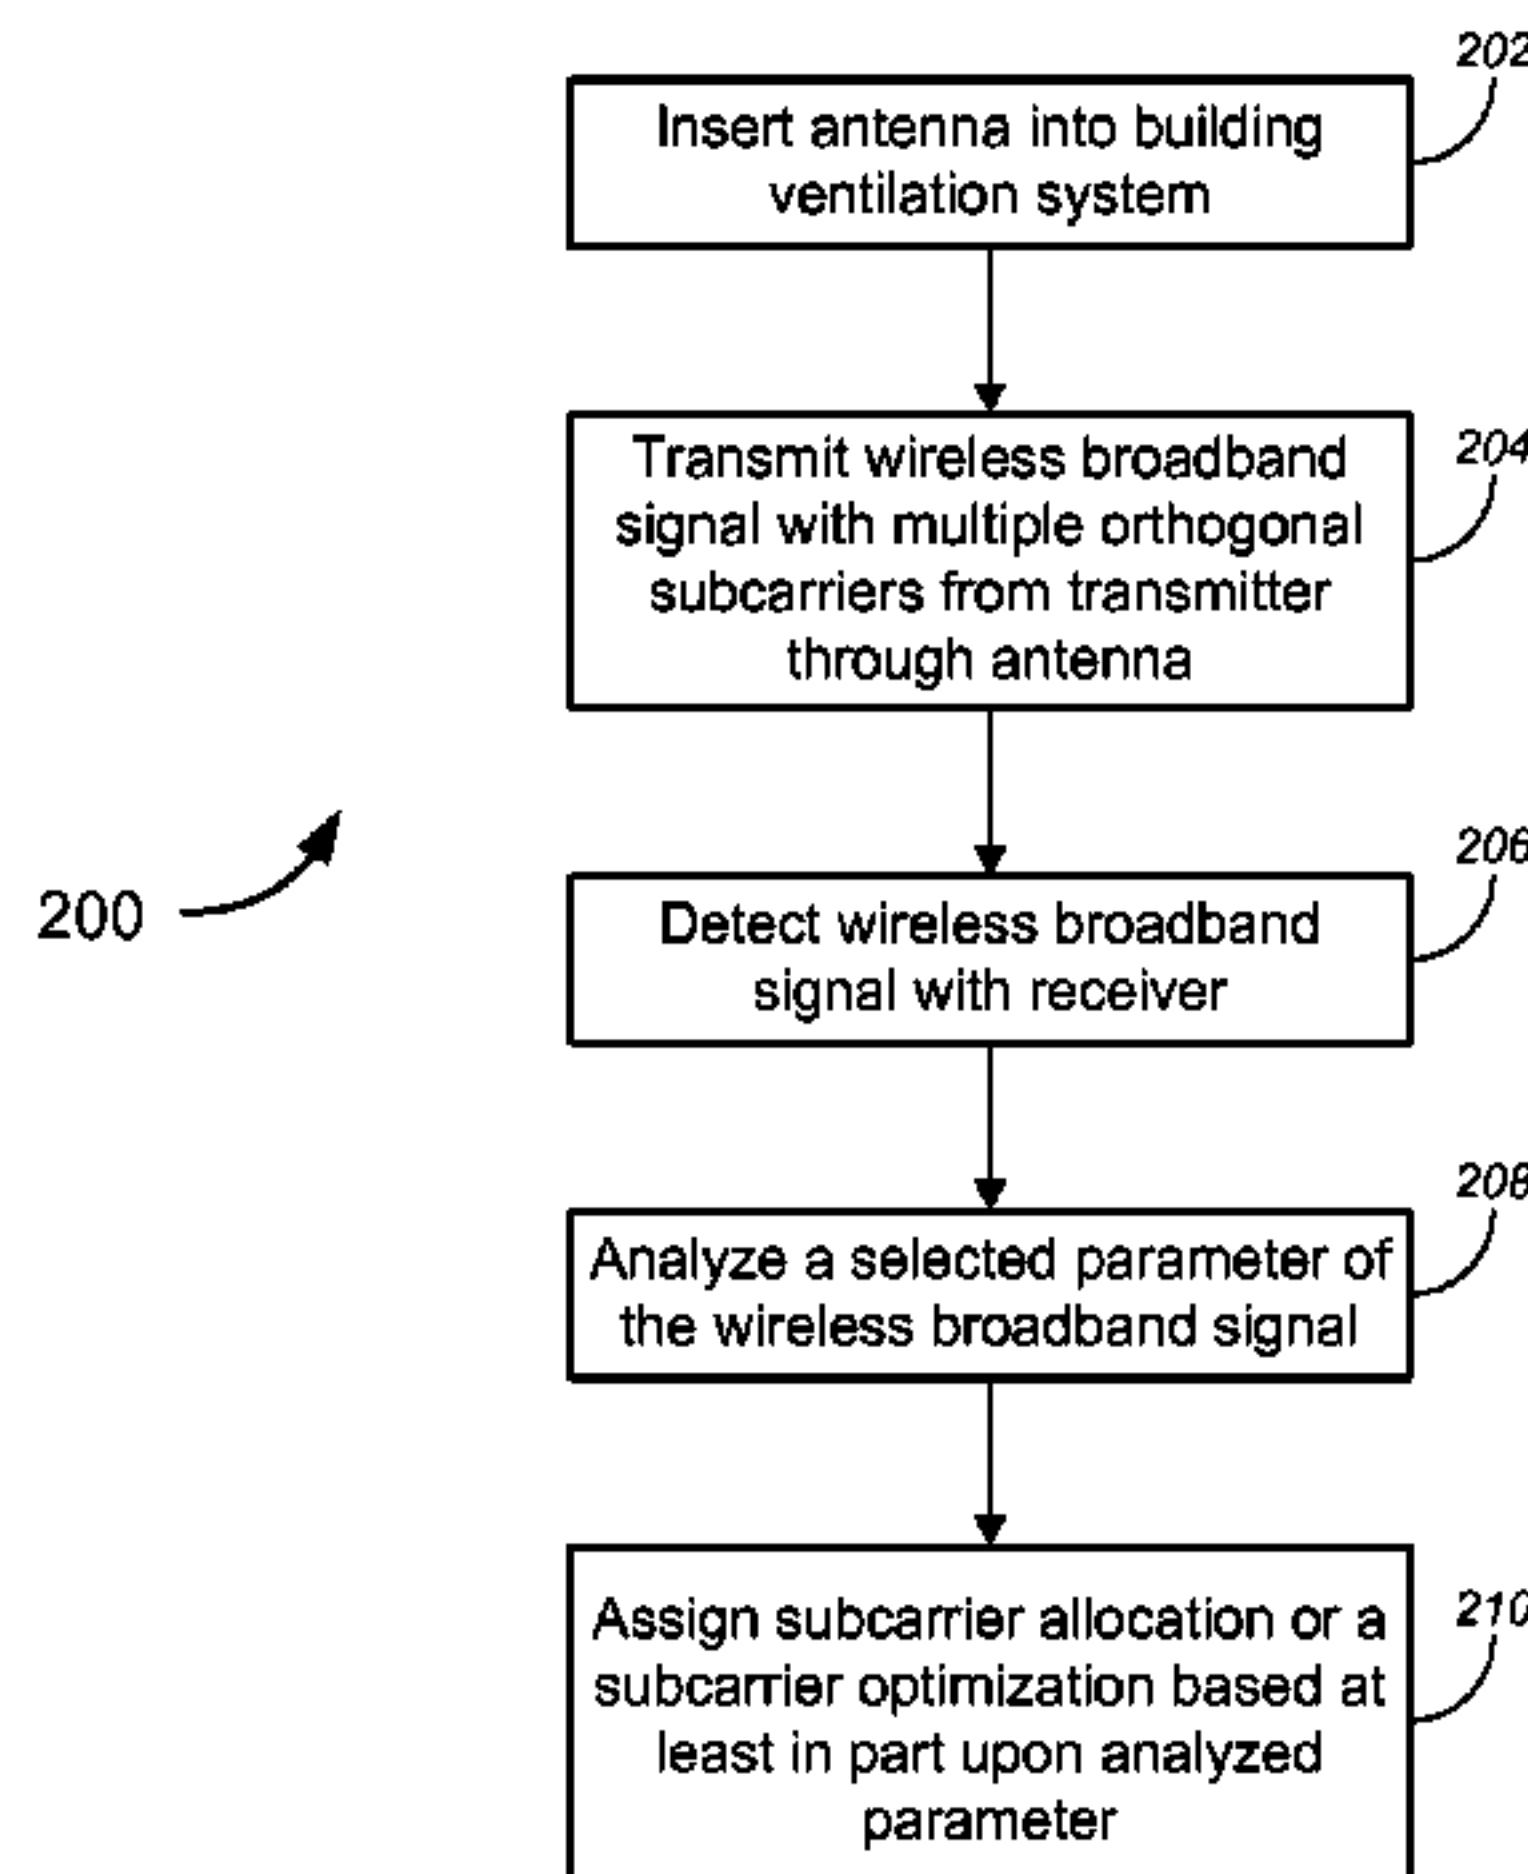 202
Insert antenna into building
ventilation system
204
Transmit wireless broadband
signal with multiple orthogonal
subcarriers from transmitter
through antenna
206
Detect wireless broadband
signal with receiver
200
208
Analyze a selected parameter of
the wireless broadband signal
210
Assign subcarrier allocation or a
subcarrier optimization based at
least in part upon analyzed
parameter